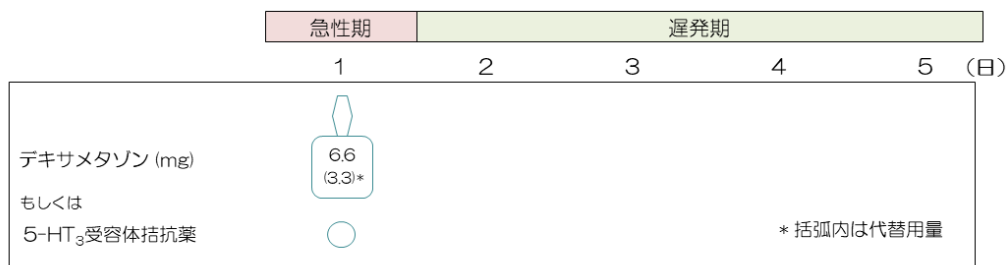 急性期 遅発期
1 2 3 4 5 (日)
デキサメタゾン (mg) 6.6
(3.3)*
もしくは
5-HT₃受容体拮抗薬
* 括弧内は代替用量